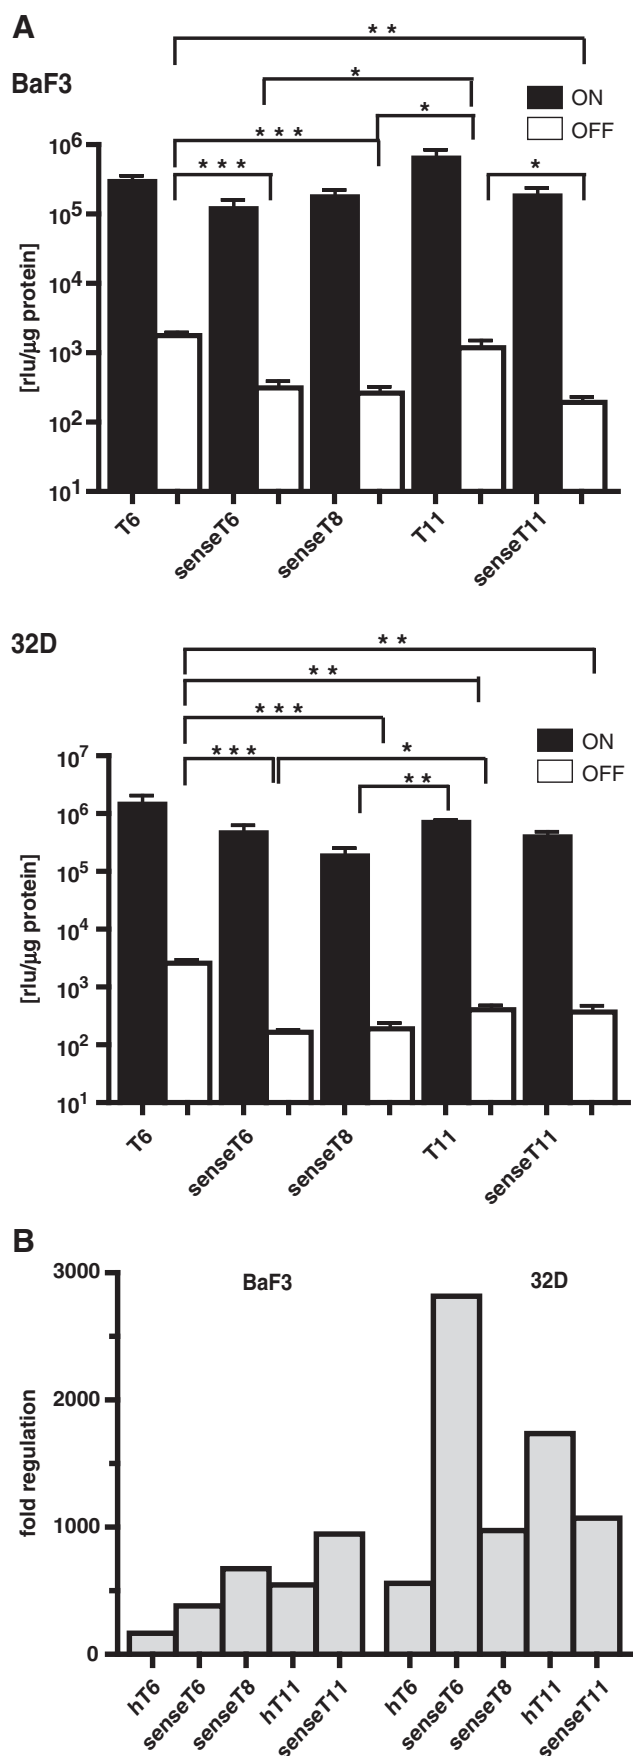 A
* *
BaF3
*
ON
*
OFF
* * *
10⁶
* * *
*
10⁵
10⁴
10³
10²
10¹
[rlu/µg protein]
T6
senseT6
senseT8
T11
senseT11
32D
* *
* *
* * *
ON
* * *
*
OFF
* *
10⁷
10⁶
10⁵
10⁴
10³
10²
10¹
[rlu/µg protein]
T6
senseT6
senseT8
T11
senseT11
B
3000
BaF3
32D
2000
1000
0
fold regulation
hT6
senseT6
senseT8
hT11
senseT11
hT6
senseT6
senseT8
hT11
senseT11